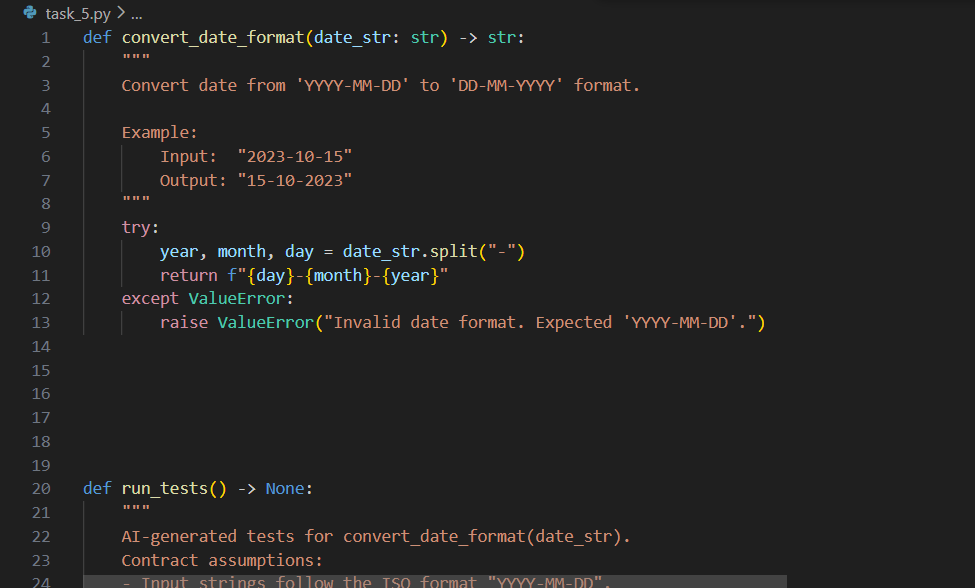 task_5.py > ...
1 def convert_date_format(date_str: str) -> str:
2 """
3 Convert date from 'YYYY-MM-DD' to 'DD-MM-YYYY' format.
4
5 Example:
6 Input:  "2023-10-15"
7 Output: "15-10-2023"
8 """
9 try:
10 year, month, day = date_str.split("-")
11 return f"{day}-{month}-{year}"
12 except ValueError:
13 raise ValueError("Invalid date format. Expected 'YYYY-MM-DD'.")
14
15
16
17
18
19
20 def run_tests() -> None:
21 """
22 AI-generated tests for convert_date_format(date_str).
23 Contract assumptions:
24 - Input strings follow the ISO format "YYYY-MM-DD".